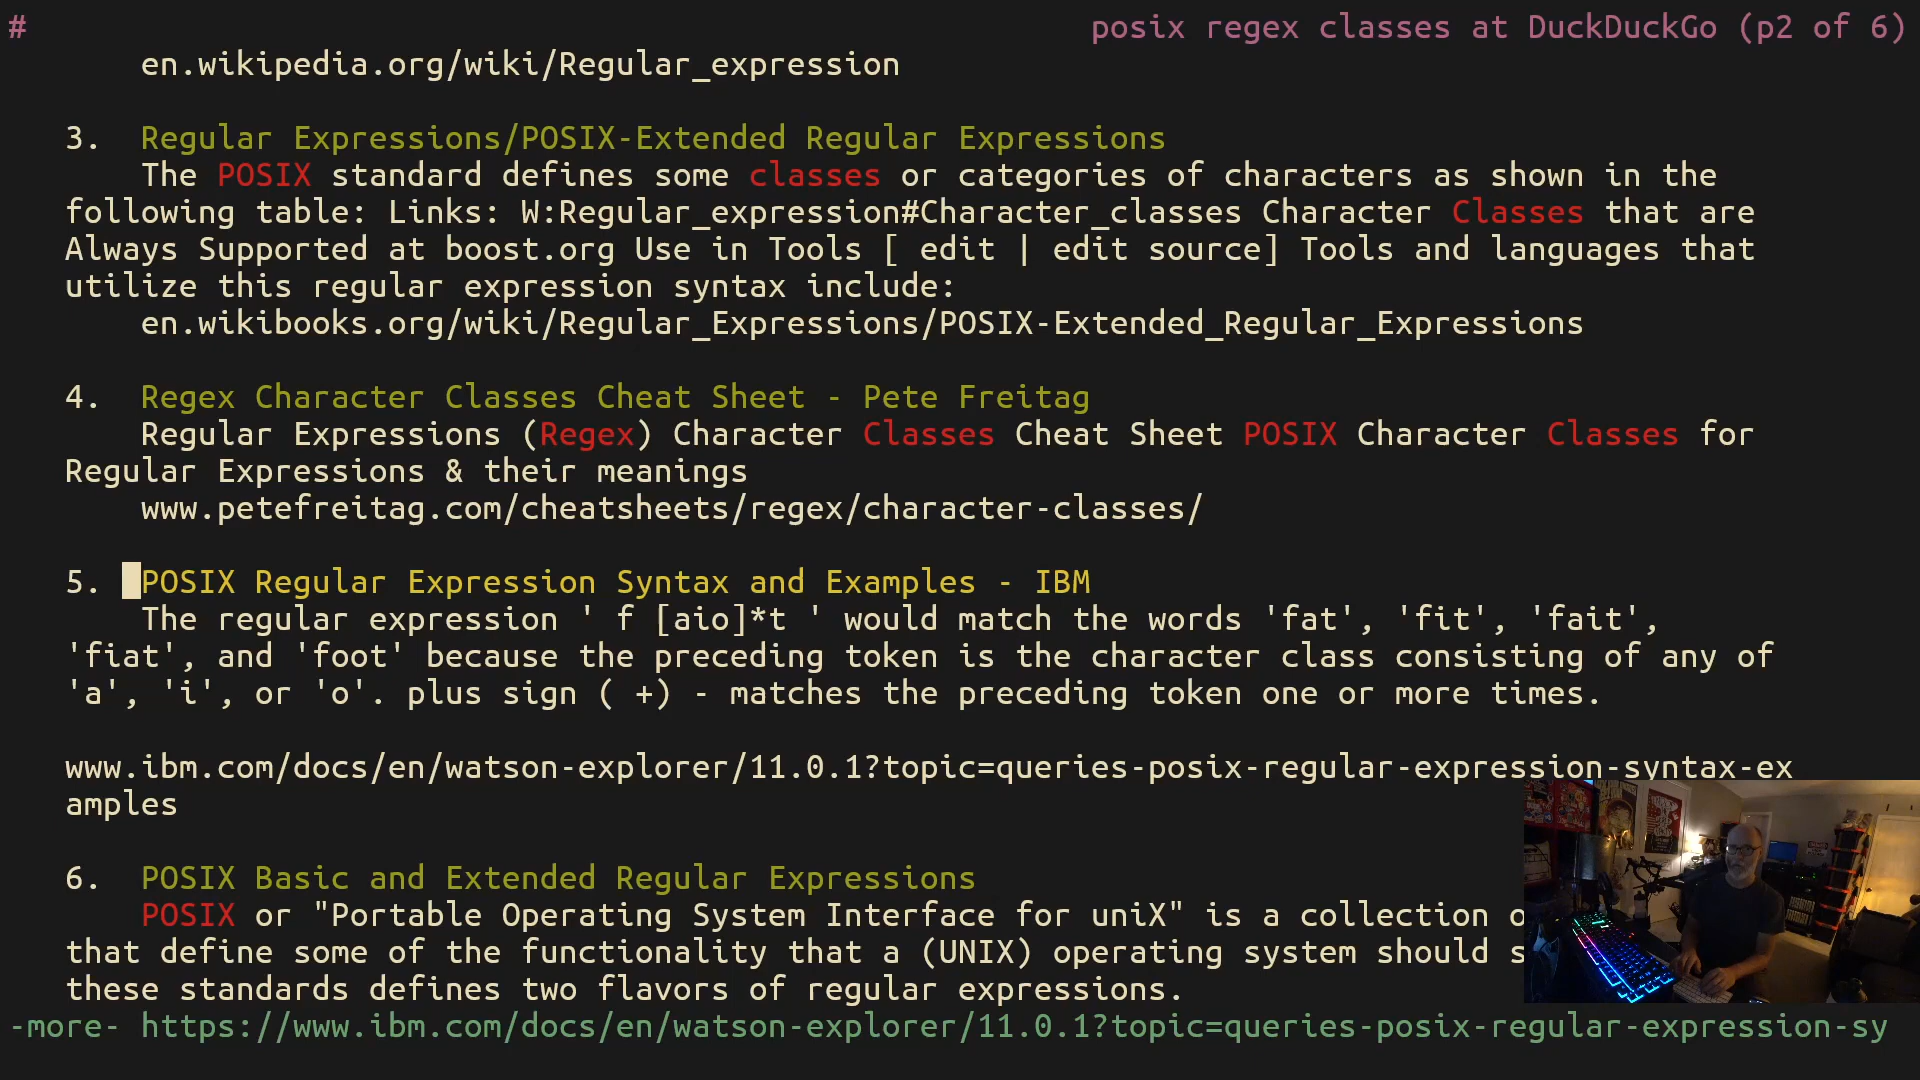 # posix regex classes at DuckDuckGo (p2 of 6)
en.wikipedia.org/wiki/Regular_expression
3. Regular Expressions/POSIX-Extended Regular Expressions
The POSIX standard defines some classes or categories of characters as shown in the
following table: Links: W:Regular_expression#Character_classes Character Classes that are
Always Supported at boost.org Use in Tools [ edit | edit source] Tools and languages that
utilize this regular expression syntax include:
en.wikibooks.org/wiki/Regular_Expressions/POSIX-Extended_Regular_Expressions
4. Regex Character Classes Cheat Sheet - Pete Freitag
Regular Expressions (Regex) Character Classes Cheat Sheet POSIX Character Classes for
Regular Expressions & their meanings
www.petefreitag.com/cheatsheets/regex/character-classes/
5. POSIX Regular Expression Syntax and Examples - IBM
The regular expression ' f [aio]*t ' would match the words 'fat', 'fit', 'fait',
'fiat', and 'foot' because the preceding token is the character class consisting of any of
'a', 'i', or 'o'. plus sign ( +) - matches the preceding token one or more times.
www.ibm.com/docs/en/watson-explorer/11.0.1?topic=queries-posix-regular-expression-syntax-ex
amples
6. POSIX Basic and Extended Regular Expressions
POSIX or "Portable Operating System Interface for uniX" is a collection
that define some of the functionality that a (UNIX) operating system should
these standards defines two flavors of regular expressions.
-more- https://www.ibm.com/docs/en/watson-explorer/11.0.1?topic=queries-posix-regular-expression-sy